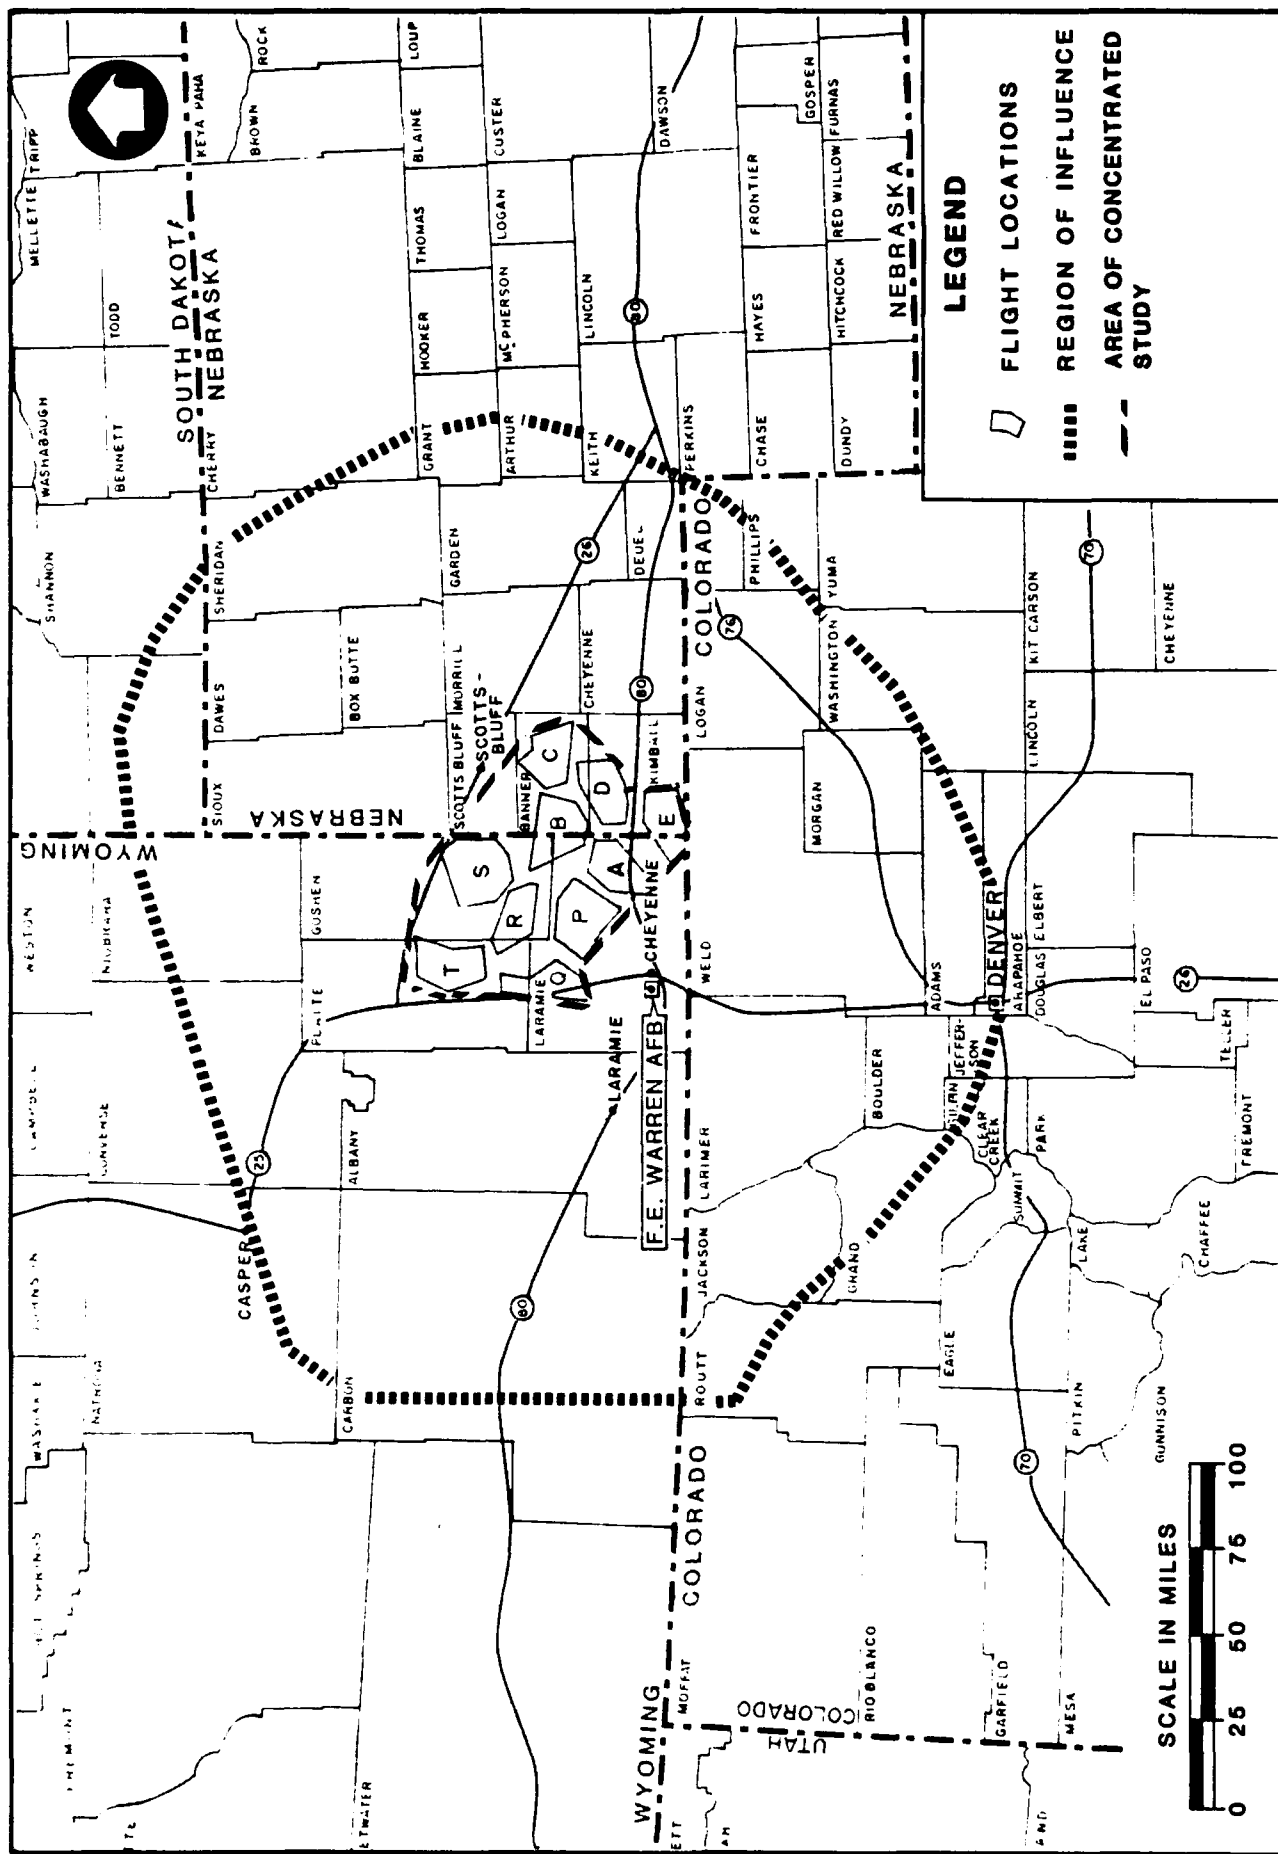 MELLETTE
TRIPP
WASHABAUGH
SHANNON
WESTON
JOHNSON
WASHAKIE
HOT SPRINGS
FREMONT
TODD
BENNETT
NIOBRARA
CONVERSE
NATRONA
WYOMING
NEBRASKA
SOUTH DAKOTA
NEBRASKA
KEYA PAHA
CHERRY
SHERIDAN
DAWES
SIOUX
ROCK
BROWN
CASPER
25
PLATTE
GOSHEN
BOX BUTTE
CARBON
ALBANY
LOUP
BLAINE
THOMAS
HOOKER
GRANT
GARDEN
MORRILL
SCOTTS BLUFF
SCOTTS-
BLUFF
CUSTER
LOGAN
MCPHERSON
ARTHUR
T
S
R
Q
P
A
B
C
D
E
BANNER
LARAMIE
80
26
CHEYENNE
KEITH
LINCOLN
DEUEL
KIMBALL
80
80
DAWSON
LARAMIE
CHEYENNE
F.E. WARREN AFB
WYOMING
COLORADO
COLORADO
MOFFAT
ROUTT
JACKSON
LARIMER
WELD
LOGAN
PERKINS
76
PHILLIPS
CHASE
HAYES
FRONTIER
GOSPER
UTAH
COLORADO
RIO BLANCO
GRAND
BOULDER
MORGAN
WASHINGTON
YUMA
DUNDY
HITCHCOCK
RED WILLOW
FURNAS
NEBRASKA
EAGLE
GILPIN
JEFFER-
SON
CLEAR
CREEK
ADAMS
DENVER
GARFIELD
SUMMIT
ARAPAHOE
PARK
DOUGLAS
ELBERT
LINCOLN
KIT CARSON
70
MESA
PITKIN
LAKE
70
GUNNISON
EL PASO
CHEYENNE
CHAFFEE
FREMONT
TELLER
26
LEGEND
FLIGHT LOCATIONS
REGION OF INFLUENCE
AREA OF CONCENTRATED
STUDY
SCALE IN MILES
0 25 50 75 100